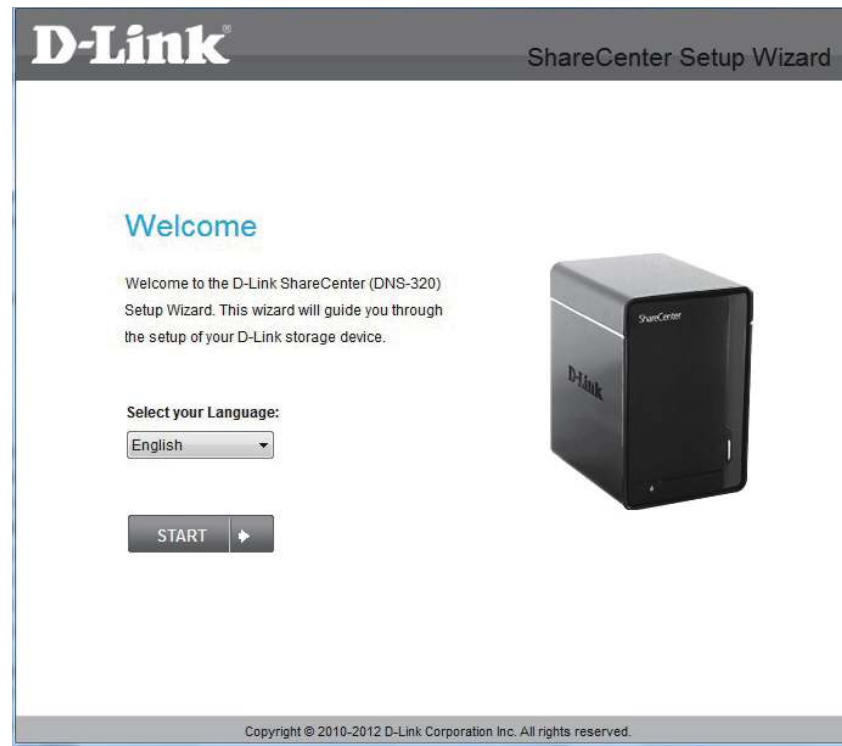 D-Link®
ShareCenter Setup Wizard
Welcome
Welcome to the D-Link ShareCenter (DNS-320)
Setup Wizard. This wizard will guide you through
the setup of your D-Link storage device.
Select your Language:
English
START
ShareCenter
D-Link
Copyright © 2010-2012 D-Link Corporation Inc. All rights reserved.